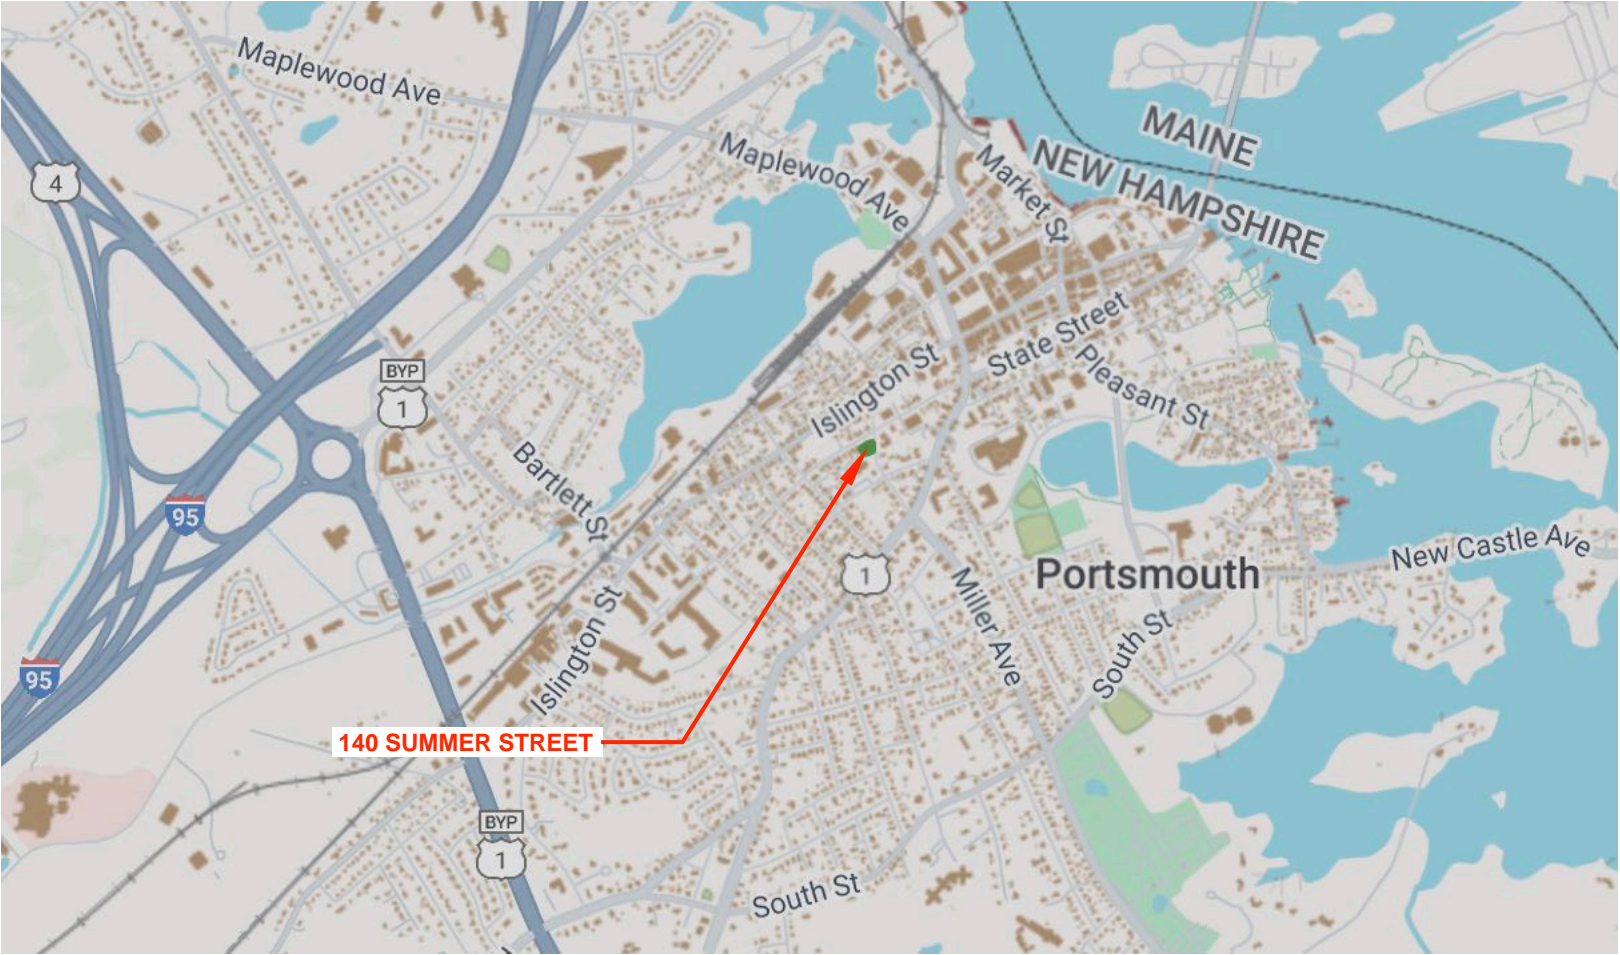 Maplewood Ave
4
Maplewood Ave
Market St
MAINE
NEW HAMPSHIRE
BYP
1
Islington St
State Street
Pleasant St
Bartlett St
95
1
Portsmouth
New Castle Ave
Miller Ave
South St
Islington St
95
140 SUMMER STREET
BYP
1
South St